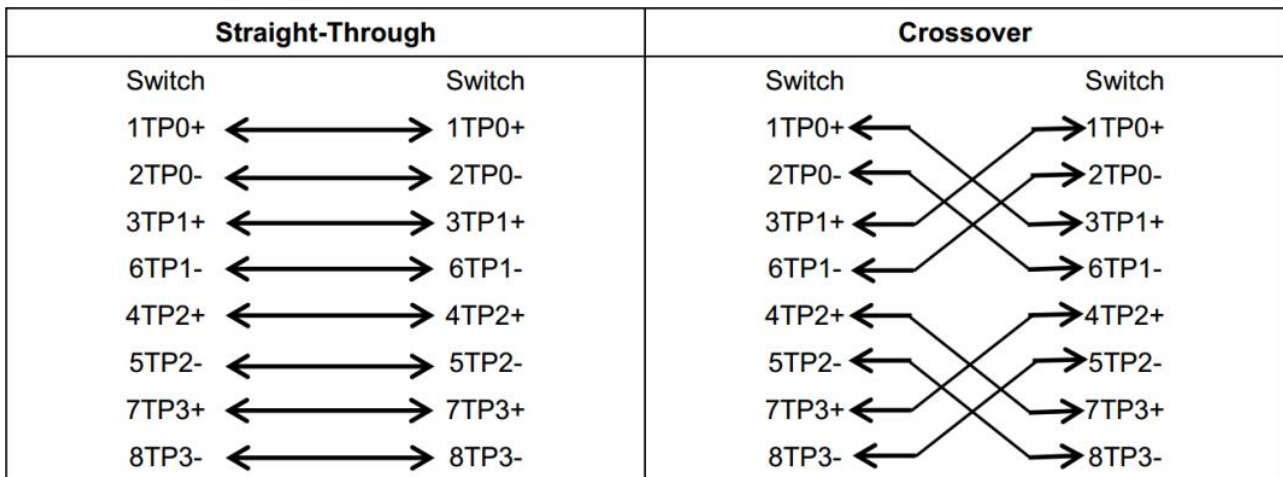 Straight-Through Crossover
Switch Switch Switch Switch
1TP0+ 1TP0+ 1TP0+ 1TP0+
2TP0- 2TP0- 2TP0- 2TP0-
3TP1+ 3TP1+ 3TP1+ 3TP1+
6TP1- 6TP1- 6TP1- 6TP1-
4TP2+ 4TP2+ 4TP2+ 4TP2+
5TP2- 5TP2- 5TP2- 5TP2-
7TP3+ 7TP3+ 7TP3+ 7TP3+
8TP3- 8TP3- 8TP3- 8TP3-